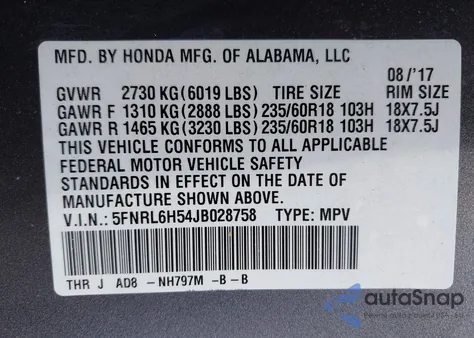 MFD. BY HONDA MFG. OF ALABAMA, LLC
08/'17
GVWR 2730 KG(6019 LBS) TIRE SIZE RIM SIZE
GAWR F 1310 KG(2888 LBS) 235/60R18 103H 18X7.5J
GAWR R 1465 KG(3230 LBS) 235/60R18 103H 18X7.5J
THIS VEHICLE CONFORMS TO ALL APPLICABLE
FEDERAL MOTOR VEHICLE SAFETY
STANDARDS IN EFFECT ON THE DATE OF
MANUFACTURE SHOWN ABOVE.
V.I.N.: 5FNRL6H54JB028758 TYPE: MPV
THR J AD8 -NH797M -B-B
autoSnap